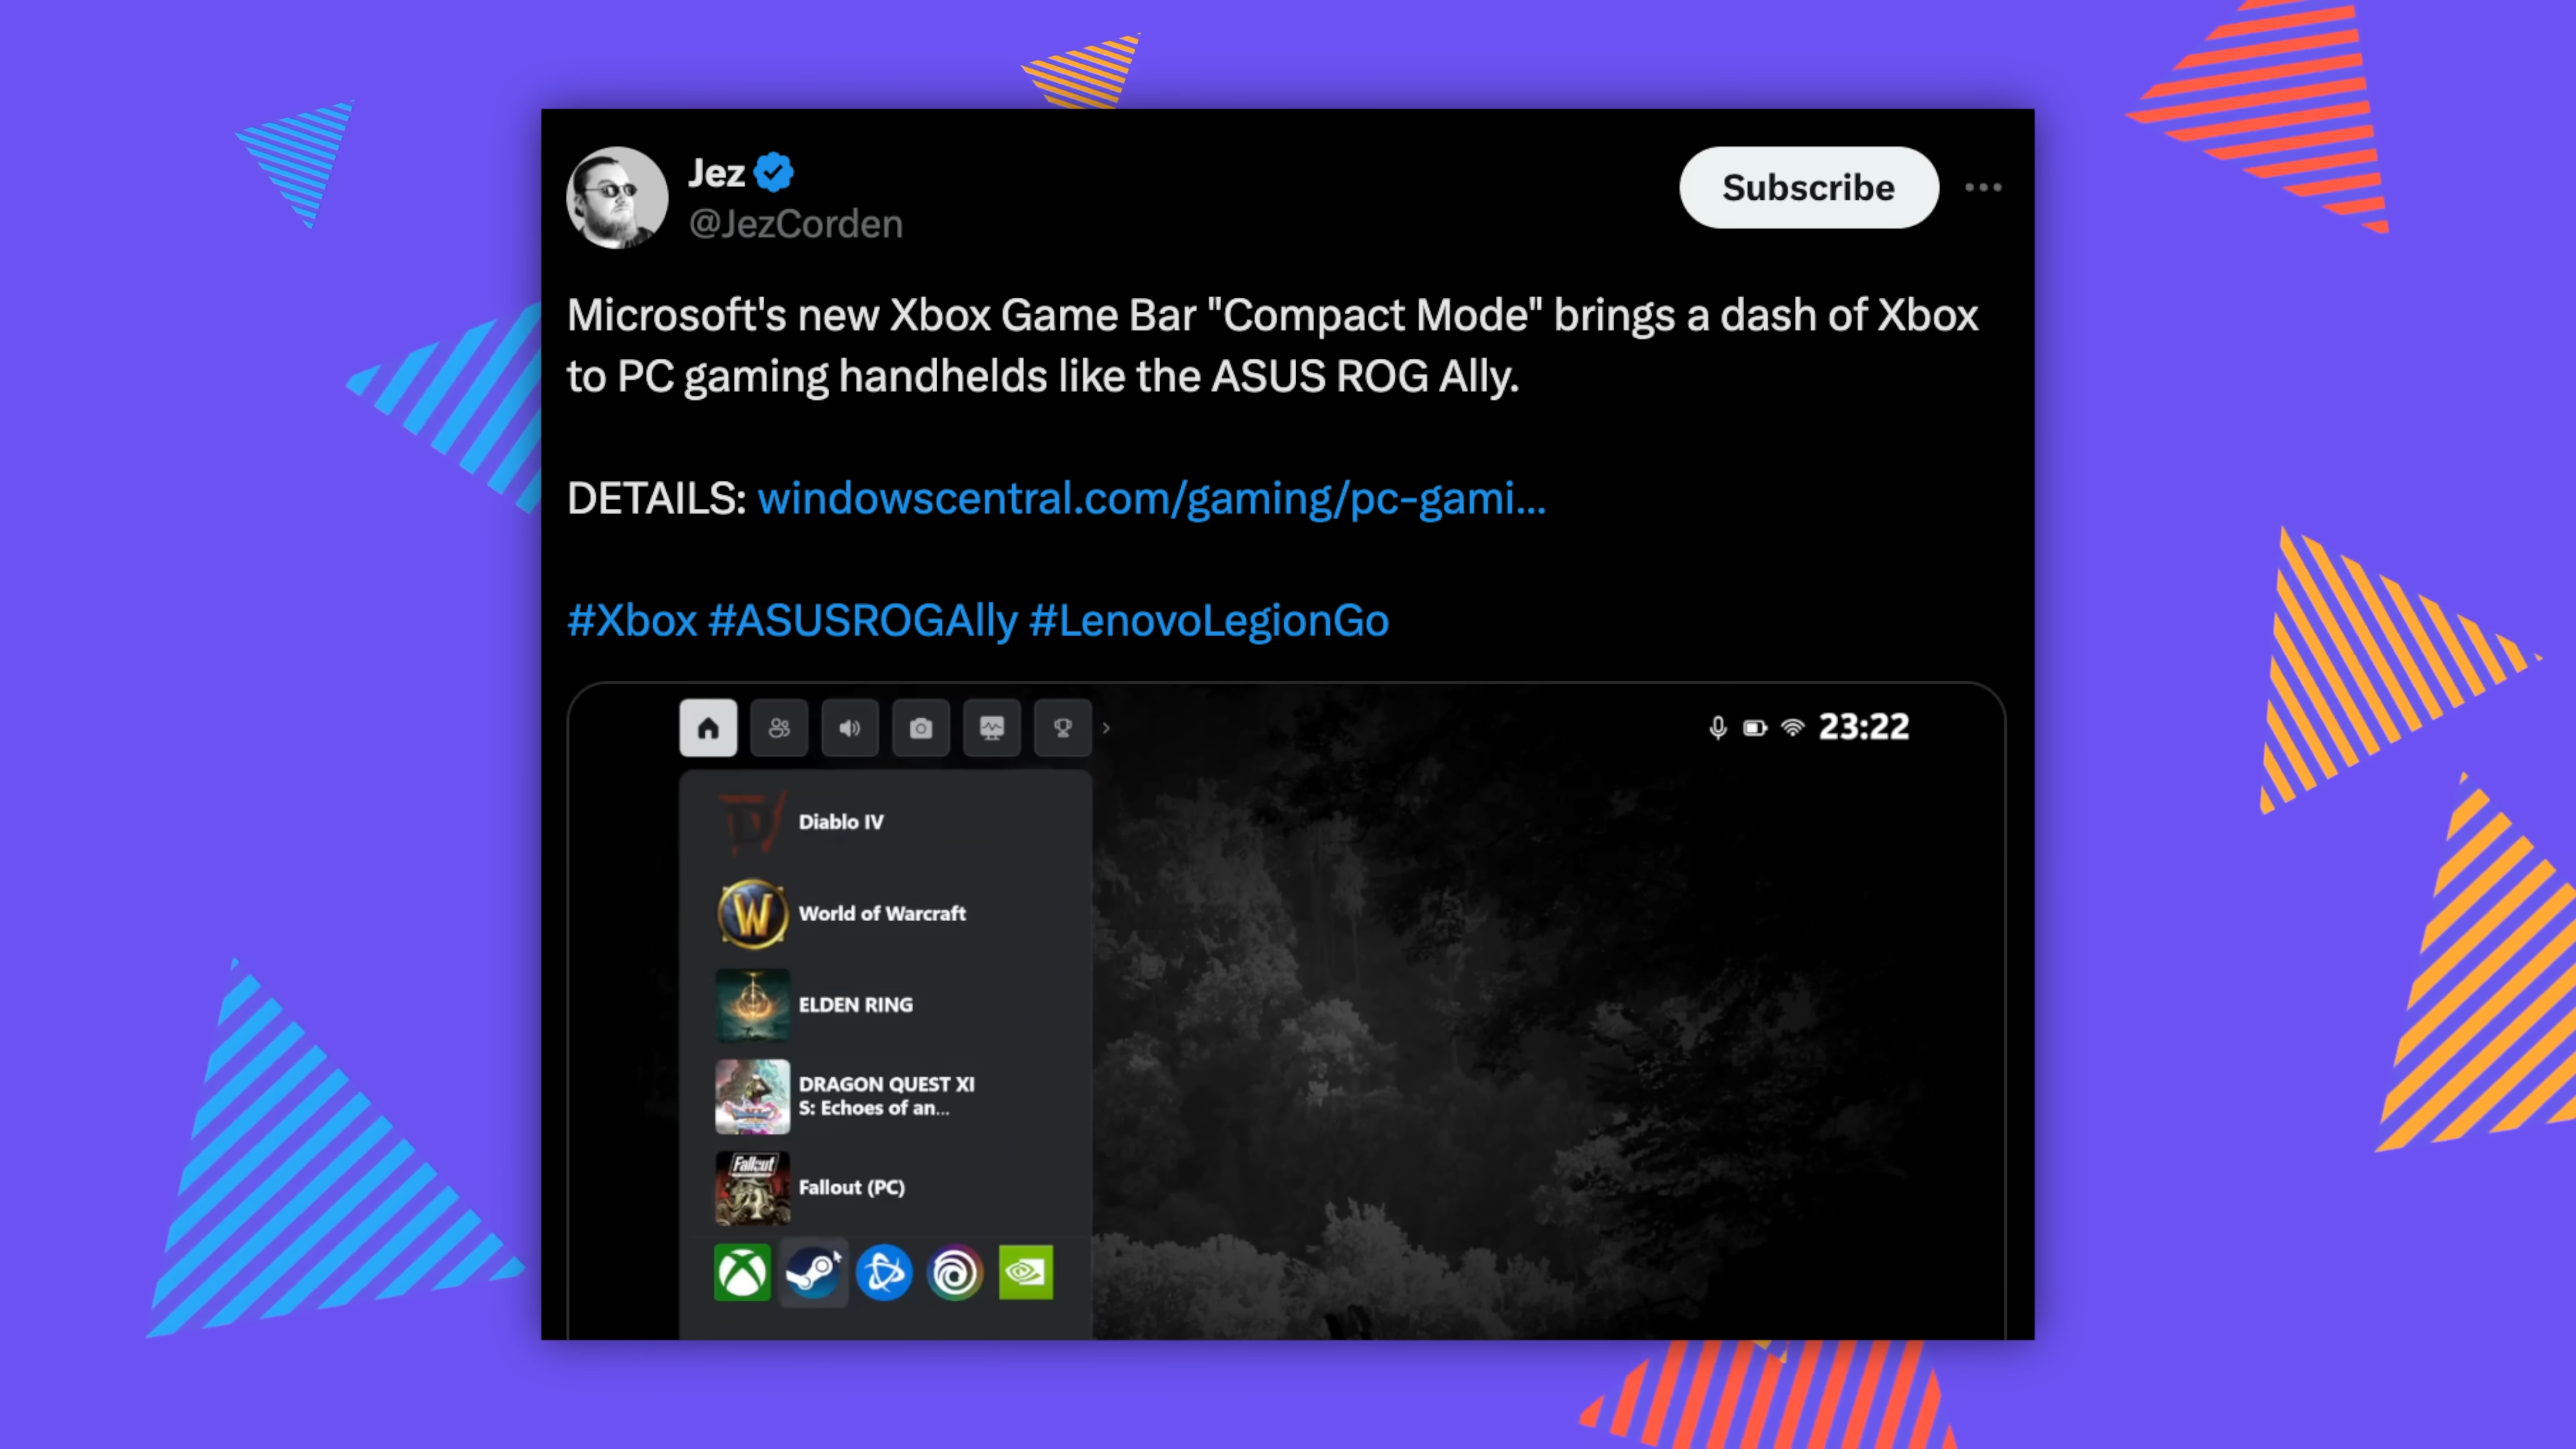 Jez
@JezCorden
Subscribe
Microsoft's new Xbox Game Bar "Compact Mode" brings a dash of Xbox
to PC gaming handhelds like the ASUS ROG Ally.
DETAILS: windowscentral.com/gaming/pc-gami...
#Xbox #ASUSROGAlly #LenovoLegionGo
23:22
Diablo IV
World of Warcraft
ELDEN RING
DRAGON QUEST XI
S: Echoes of an...
Fallout
Fallout (PC)